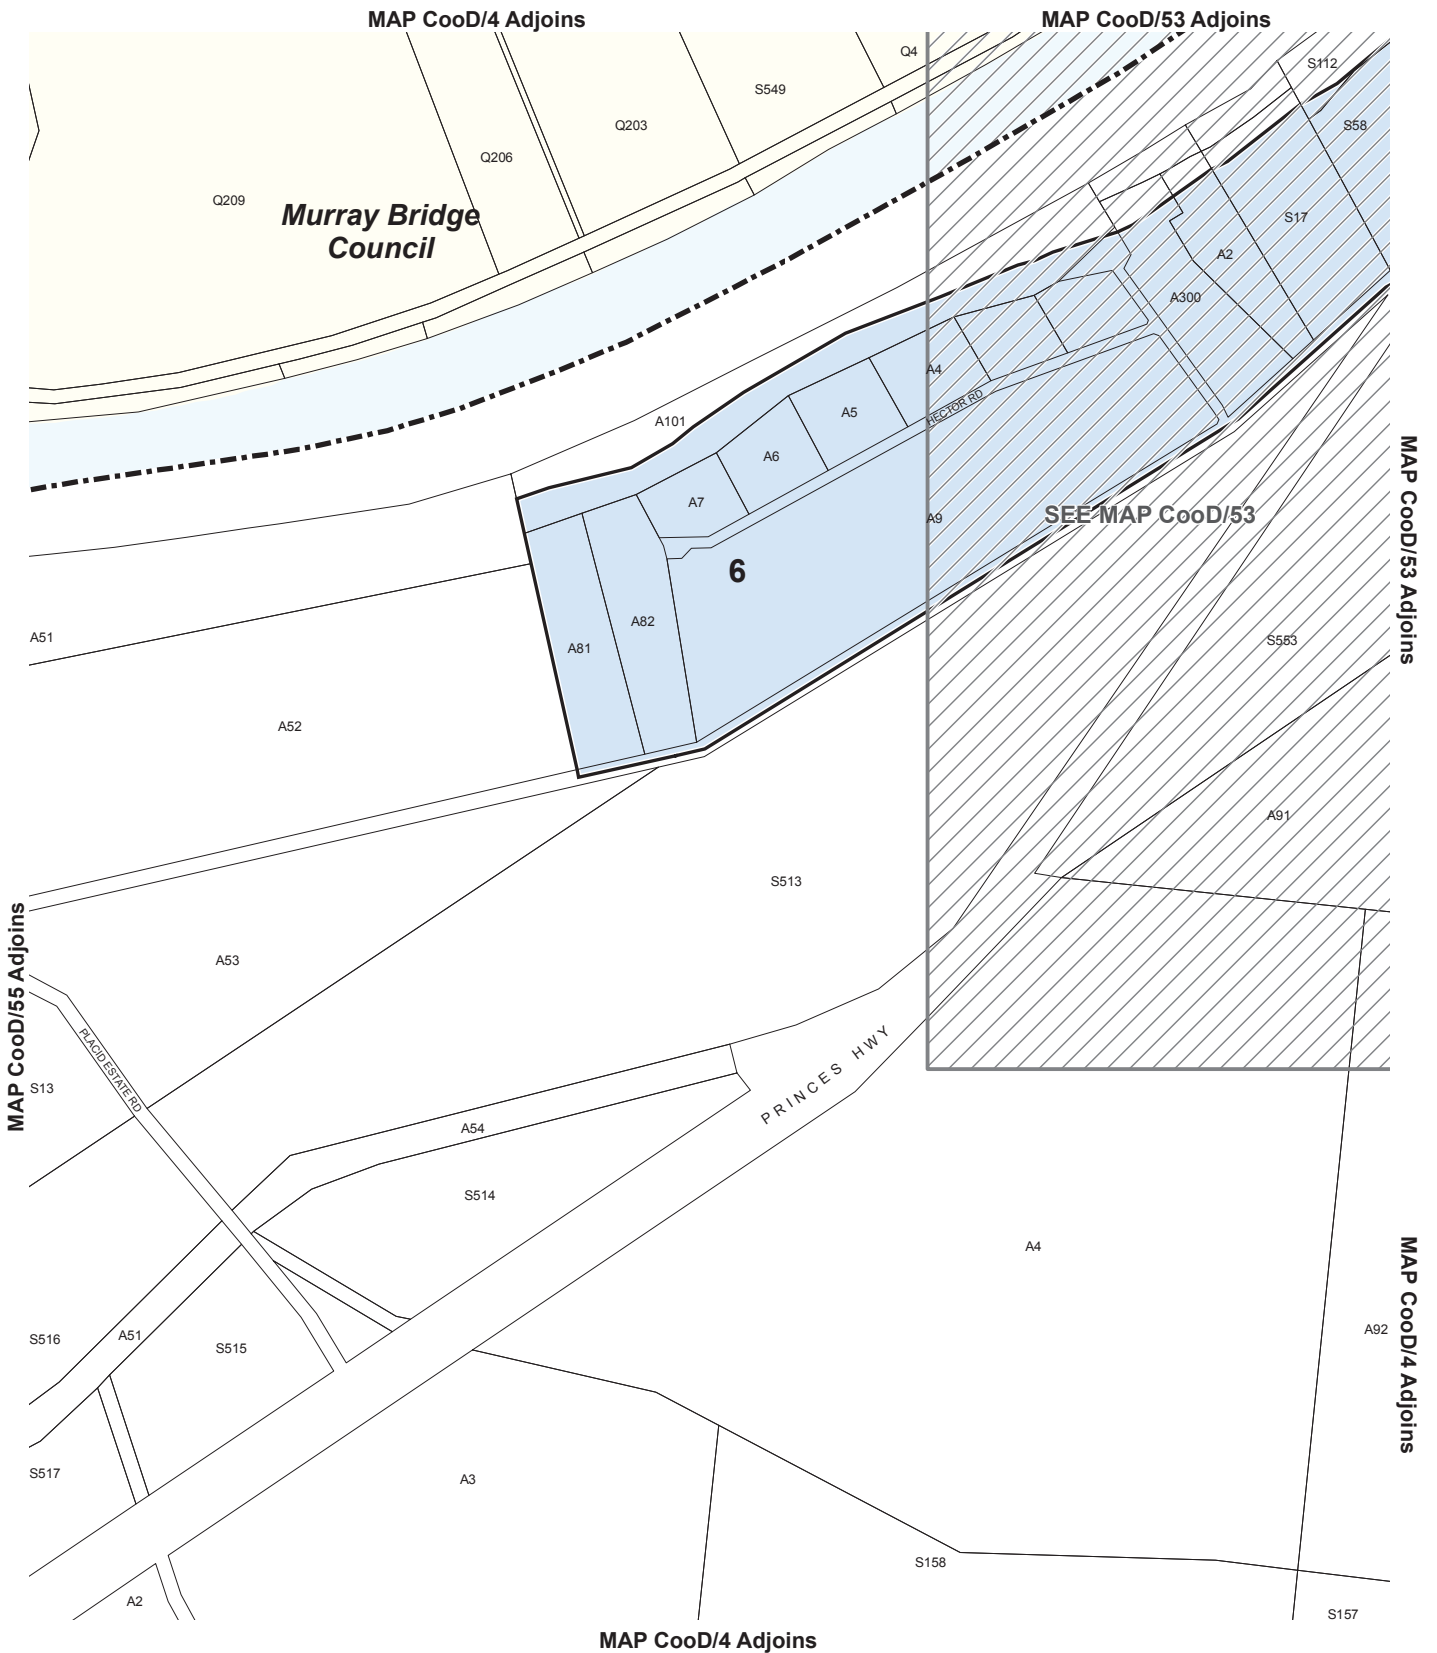 MAP CooD/4 Adjoins
MAP CooD/53 Adjoins
Q4
S112
S549
Q203
S58
Q206
Q209
Murray Bridge
Council
S17
A2
A300
A4
HECTOR RD
A101
A5
A6
A7
A9
SEE MAP CooD/53
MAP CooD/53 Adjoins
6
A82
A51
S553
A81
A52
A91
S513
A53
MAP CooD/55 Adjoins
PLACID ESTATE RD
PRINCES HWY
S13
A54
S514
A4
A92
MAP CooD/4 Adjoins
S516
A51
S515
S517
A3
S158
A2
S157
MAP CooD/4 Adjoins